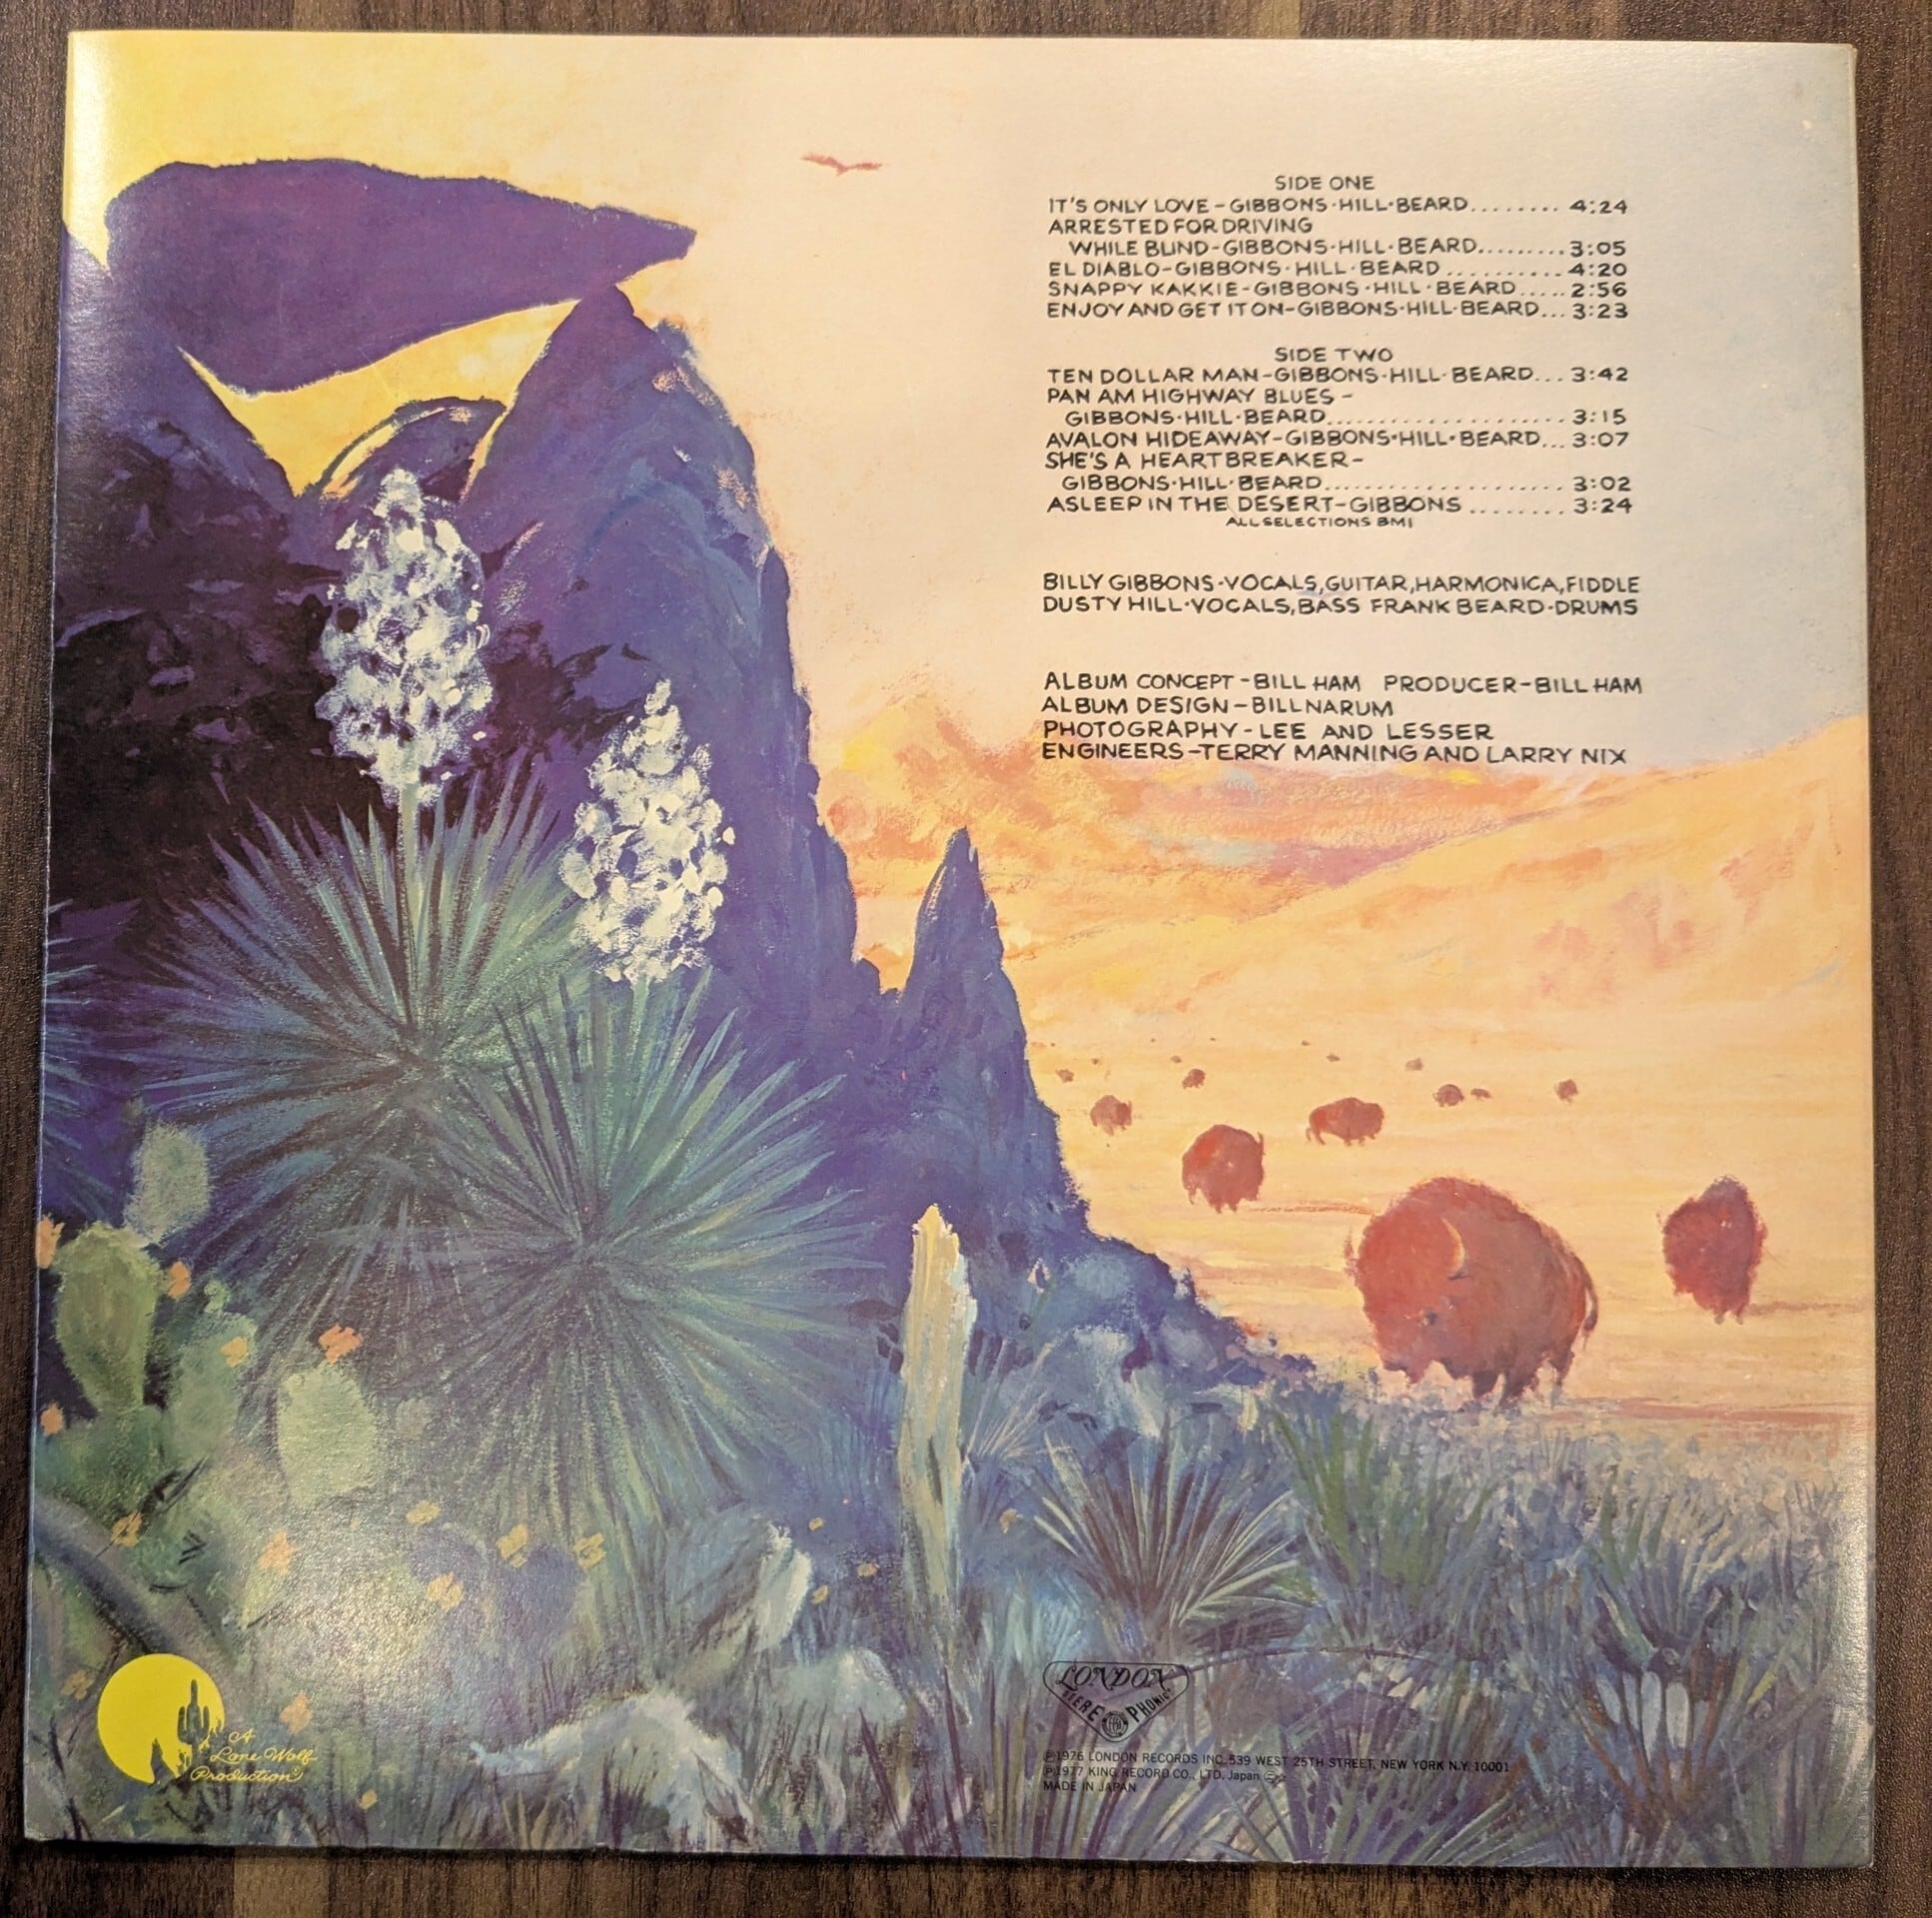 SIDE ONE
IT'S ONLY LOVE-GIBBONS·HILL·BEARD........ 4:24
ARRESTED FOR DRIVING
WHILE BLIND-GIBBONS·HILL·BEARD.........3:05
EL DIABLO-GIBBONS·HILL·BEARD..........4:20
SNAPPY KAKKIE-GIBBONS·HILL·BEARD.....2:56
ENJOY AND GET IT ON-GIBBONS·HILL·BEARD...3:23
SIDE TWO
TEN DOLLAR MAN-GIBBONS·HILL·BEARD...3:42
PAN AM HIGHWAY BLUES-
GIBBONS·HILL·BEARD.....................3:15
AVALON HIDEAWAY-GIBBONS·HILL·BEARD...3:07
SHE'S A HEARTBREAKER-
GIBBONS·HILL·BEARD.....................3:02
ASLEEP IN THE DESERT-GIBBONS........3:24
ALL SELECTIONS BMI
BILLY GIBBONS·VOCALS,GUITAR,HARMONICA,FIDDLE
DUSTY HILL·VOCALS,BASS FRANK BEARD·DRUMS
ALBUM CONCEPT-BILL HAM PRODUCER-BILL HAM
ALBUM DESIGN-BILL NARUM
PHOTOGRAPHY-LEE AND LESSER
ENGINEERS-TERRY MANNING AND LARRY NIX
A
Lone Wolf
Production
LONDON
STEREOPHONIC
℗1976 LONDON RECORDS INC. 539 WEST 25TH STREET, NEW YORK N.Y. 10001
℗1977 KING RECORD CO., LTD. Japan
MADE IN JAPAN